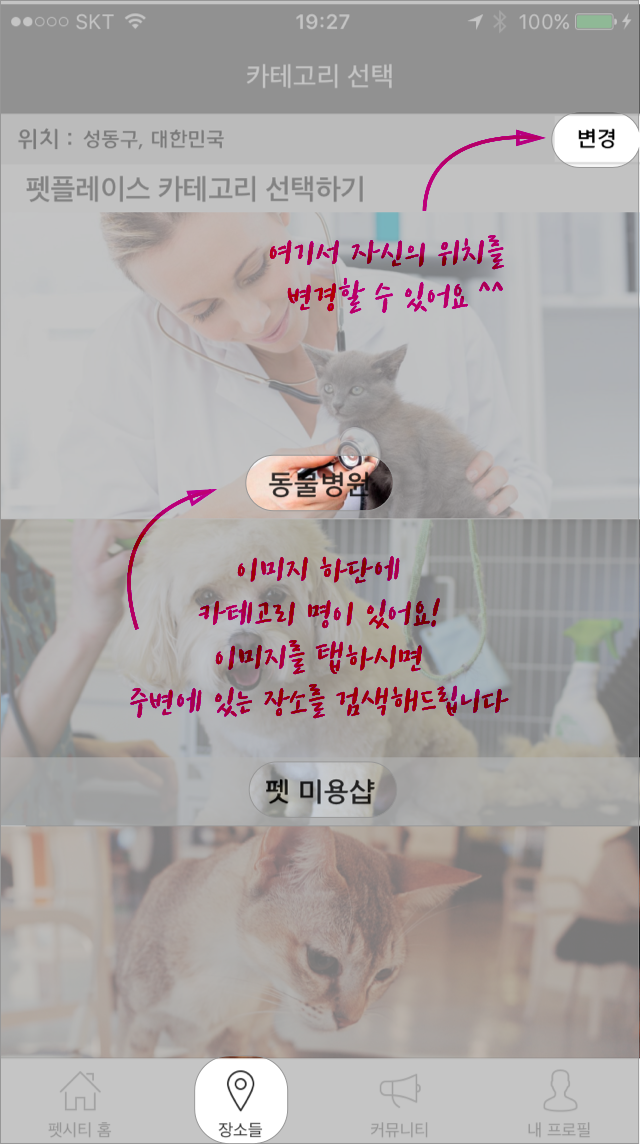 SKT 19:27 100%
카테고리 선택
위치 : 성동구, 대한민국 변경
펫플레이스 카테고리 선택하기
여기서 자신의 위치를
변경할 수 있어요 ^^
동물병원
이미지 하단에
카테고리 명이 있어요!
이미지를 탭하시면
주변에 있는 장소를 검색해드립니다
펫 미용샵
펫시티 홈 장소들 커뮤니티 내 프로필